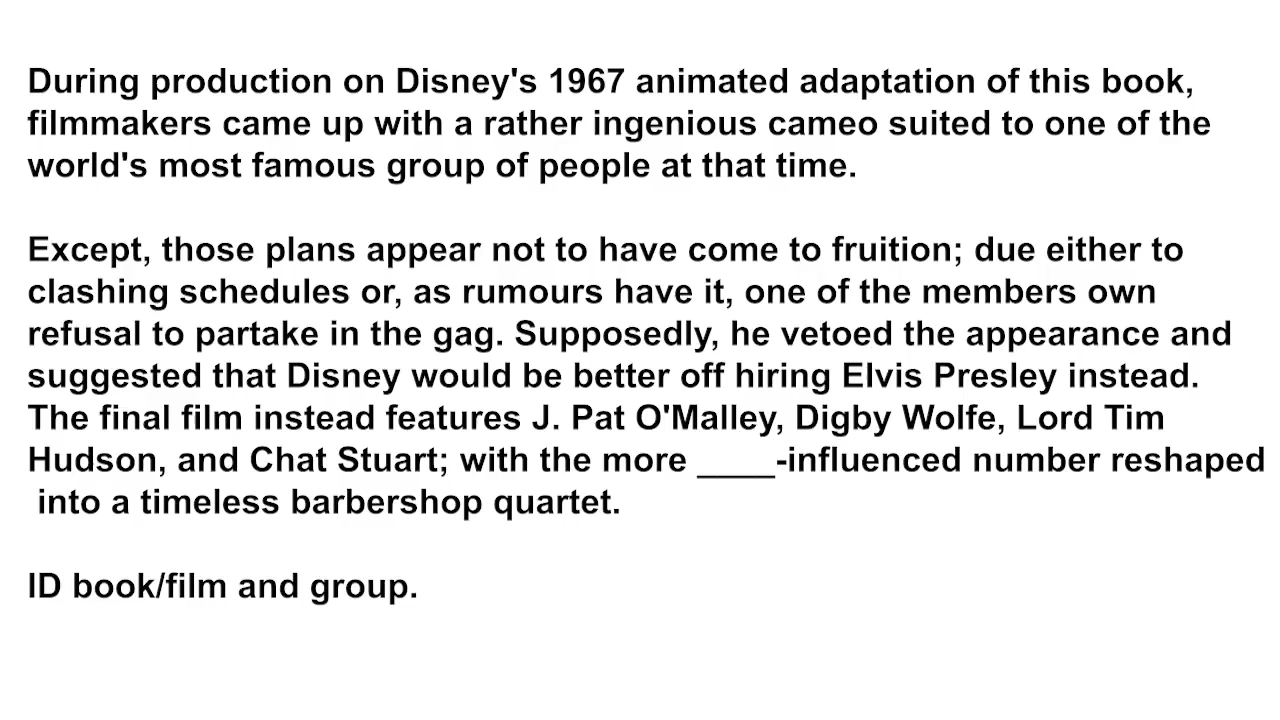 During production on Disney's 1967 animated adaptation of this book,
filmmakers came up with a rather ingenious cameo suited to one of the
world's most famous group of people at that time.
Except, those plans appear not to have come to fruition; due either to
clashing schedules or, as rumours have it, one of the members own
refusal to partake in the gag. Supposedly, he vetoed the appearance and
suggested that Disney would be better off hiring Elvis Presley instead.
The final film instead features J. Pat O'Malley, Digby Wolfe, Lord Tim
Hudson, and Chat Stuart; with the more ____-influenced number reshaped
into a timeless barbershop quartet.
ID book/film and group.